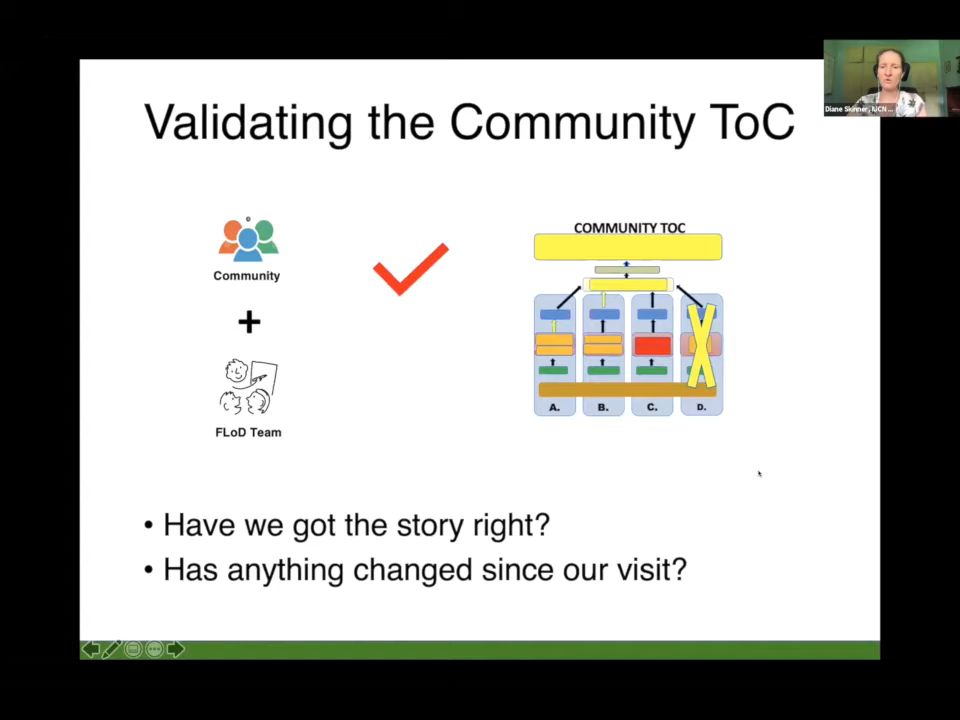 Validating the Community ToC
Diane Skinner, IUCN ...
Community
+
FLoD Team
COMMUNITY TOC
A. B. C. D.
• Have we got the story right?
• Has anything changed since our visit?